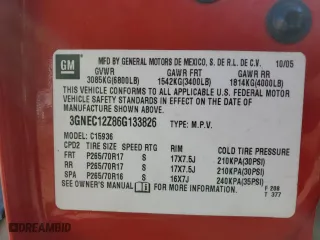 GM
MFD BY GENERAL MOTORS DE MEXICO, S. DE R.L. DE C.V. 10/05
GVWR GAWR FRT GAWR RR
3085KG(6800LB) 1542KG(3400LB) 1814KG(4000LB)
THIS VEHICLE CONFORMS TO ALL APPLICABLE U.S. FEDERAL MOTOR
VEHICLE SAFETY STANDARDS IN EFFECT ON THE DATE OF
MANUFACTURE SHOWN ABOVE.
3GNEC12Z86G133826 TYPE: M.P.V.
MODEL: C15936
CPD2 TIRE SIZE SPEED RTG RIM COLD TIRE PRESSURE
FRT P265/70R17 S 17X7.5J 210KPA(30PSI)
RR P265/70R17 S 17X7.5J 210KPA(30PSI)
SPA P265/70R16 S 16X7J 240KPA(35PSI)
SEE OWNER'S MANUAL FOR ADDITIONAL INFORMATION.
T 377